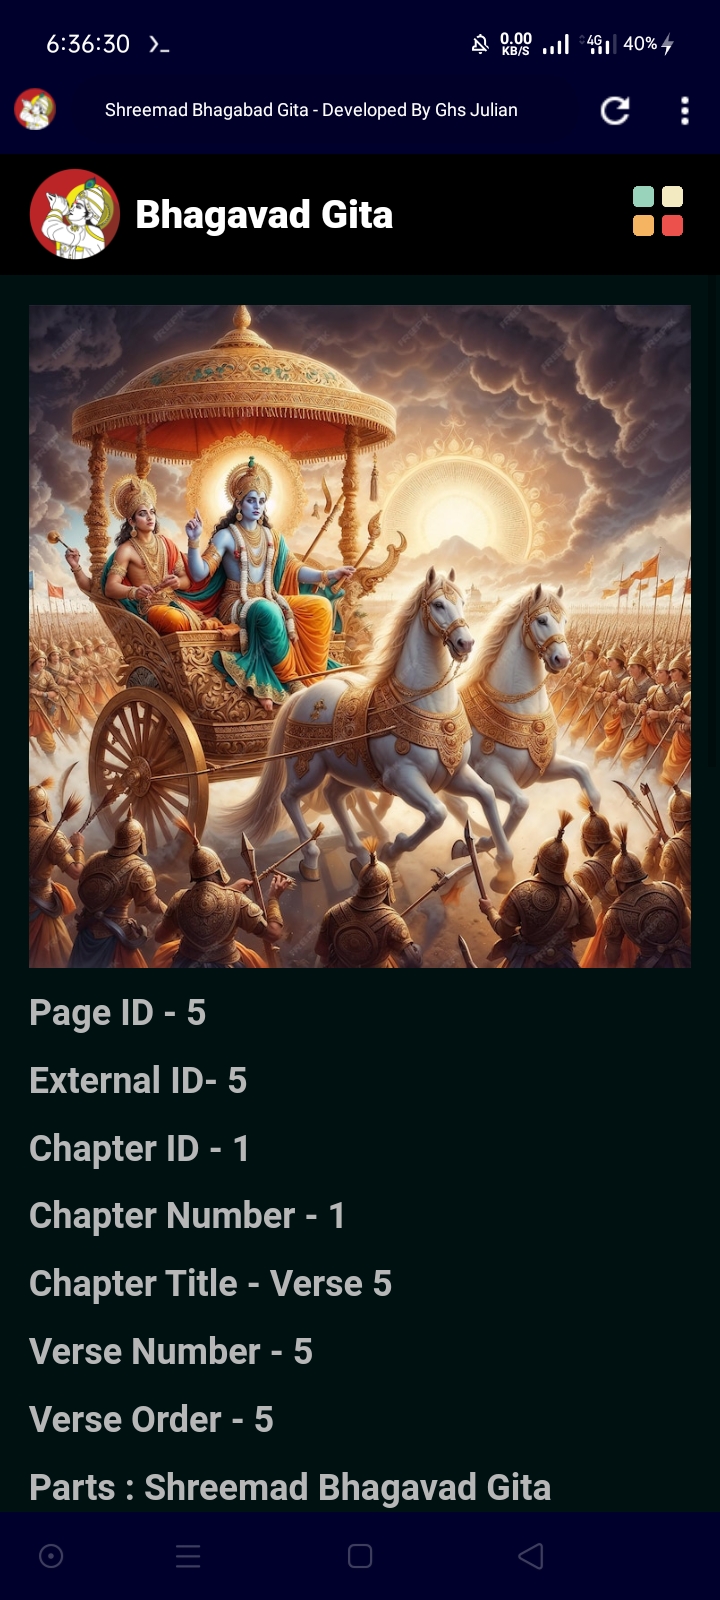 6:36:30
0.00
KB/S
4G
40%
Shreemad Bhagabad Gita - Developed By Ghs Julian
Bhagavad Gita
Page ID - 5
External ID- 5
Chapter ID - 1
Chapter Number - 1
Chapter Title - Verse 5
Verse Number - 5
Verse Order - 5
Parts : Shreemad Bhagavad Gita